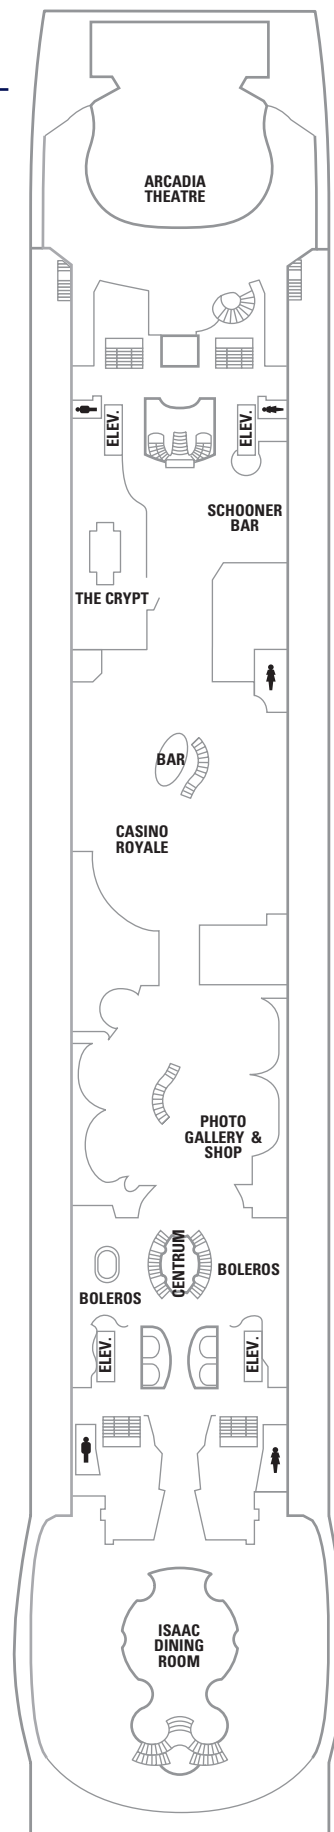 ARCADIA
THEATRE
ELEV.
ELEV.
SCHOONER
BAR
THE CRYPT
BAR
CASINO
ROYALE
PHOTO
GALLERY &
SHOP
CENTRUM
BOLEROS
BOLEROS
ELEV.
ELEV.
ISAAC
DINING
ROOM